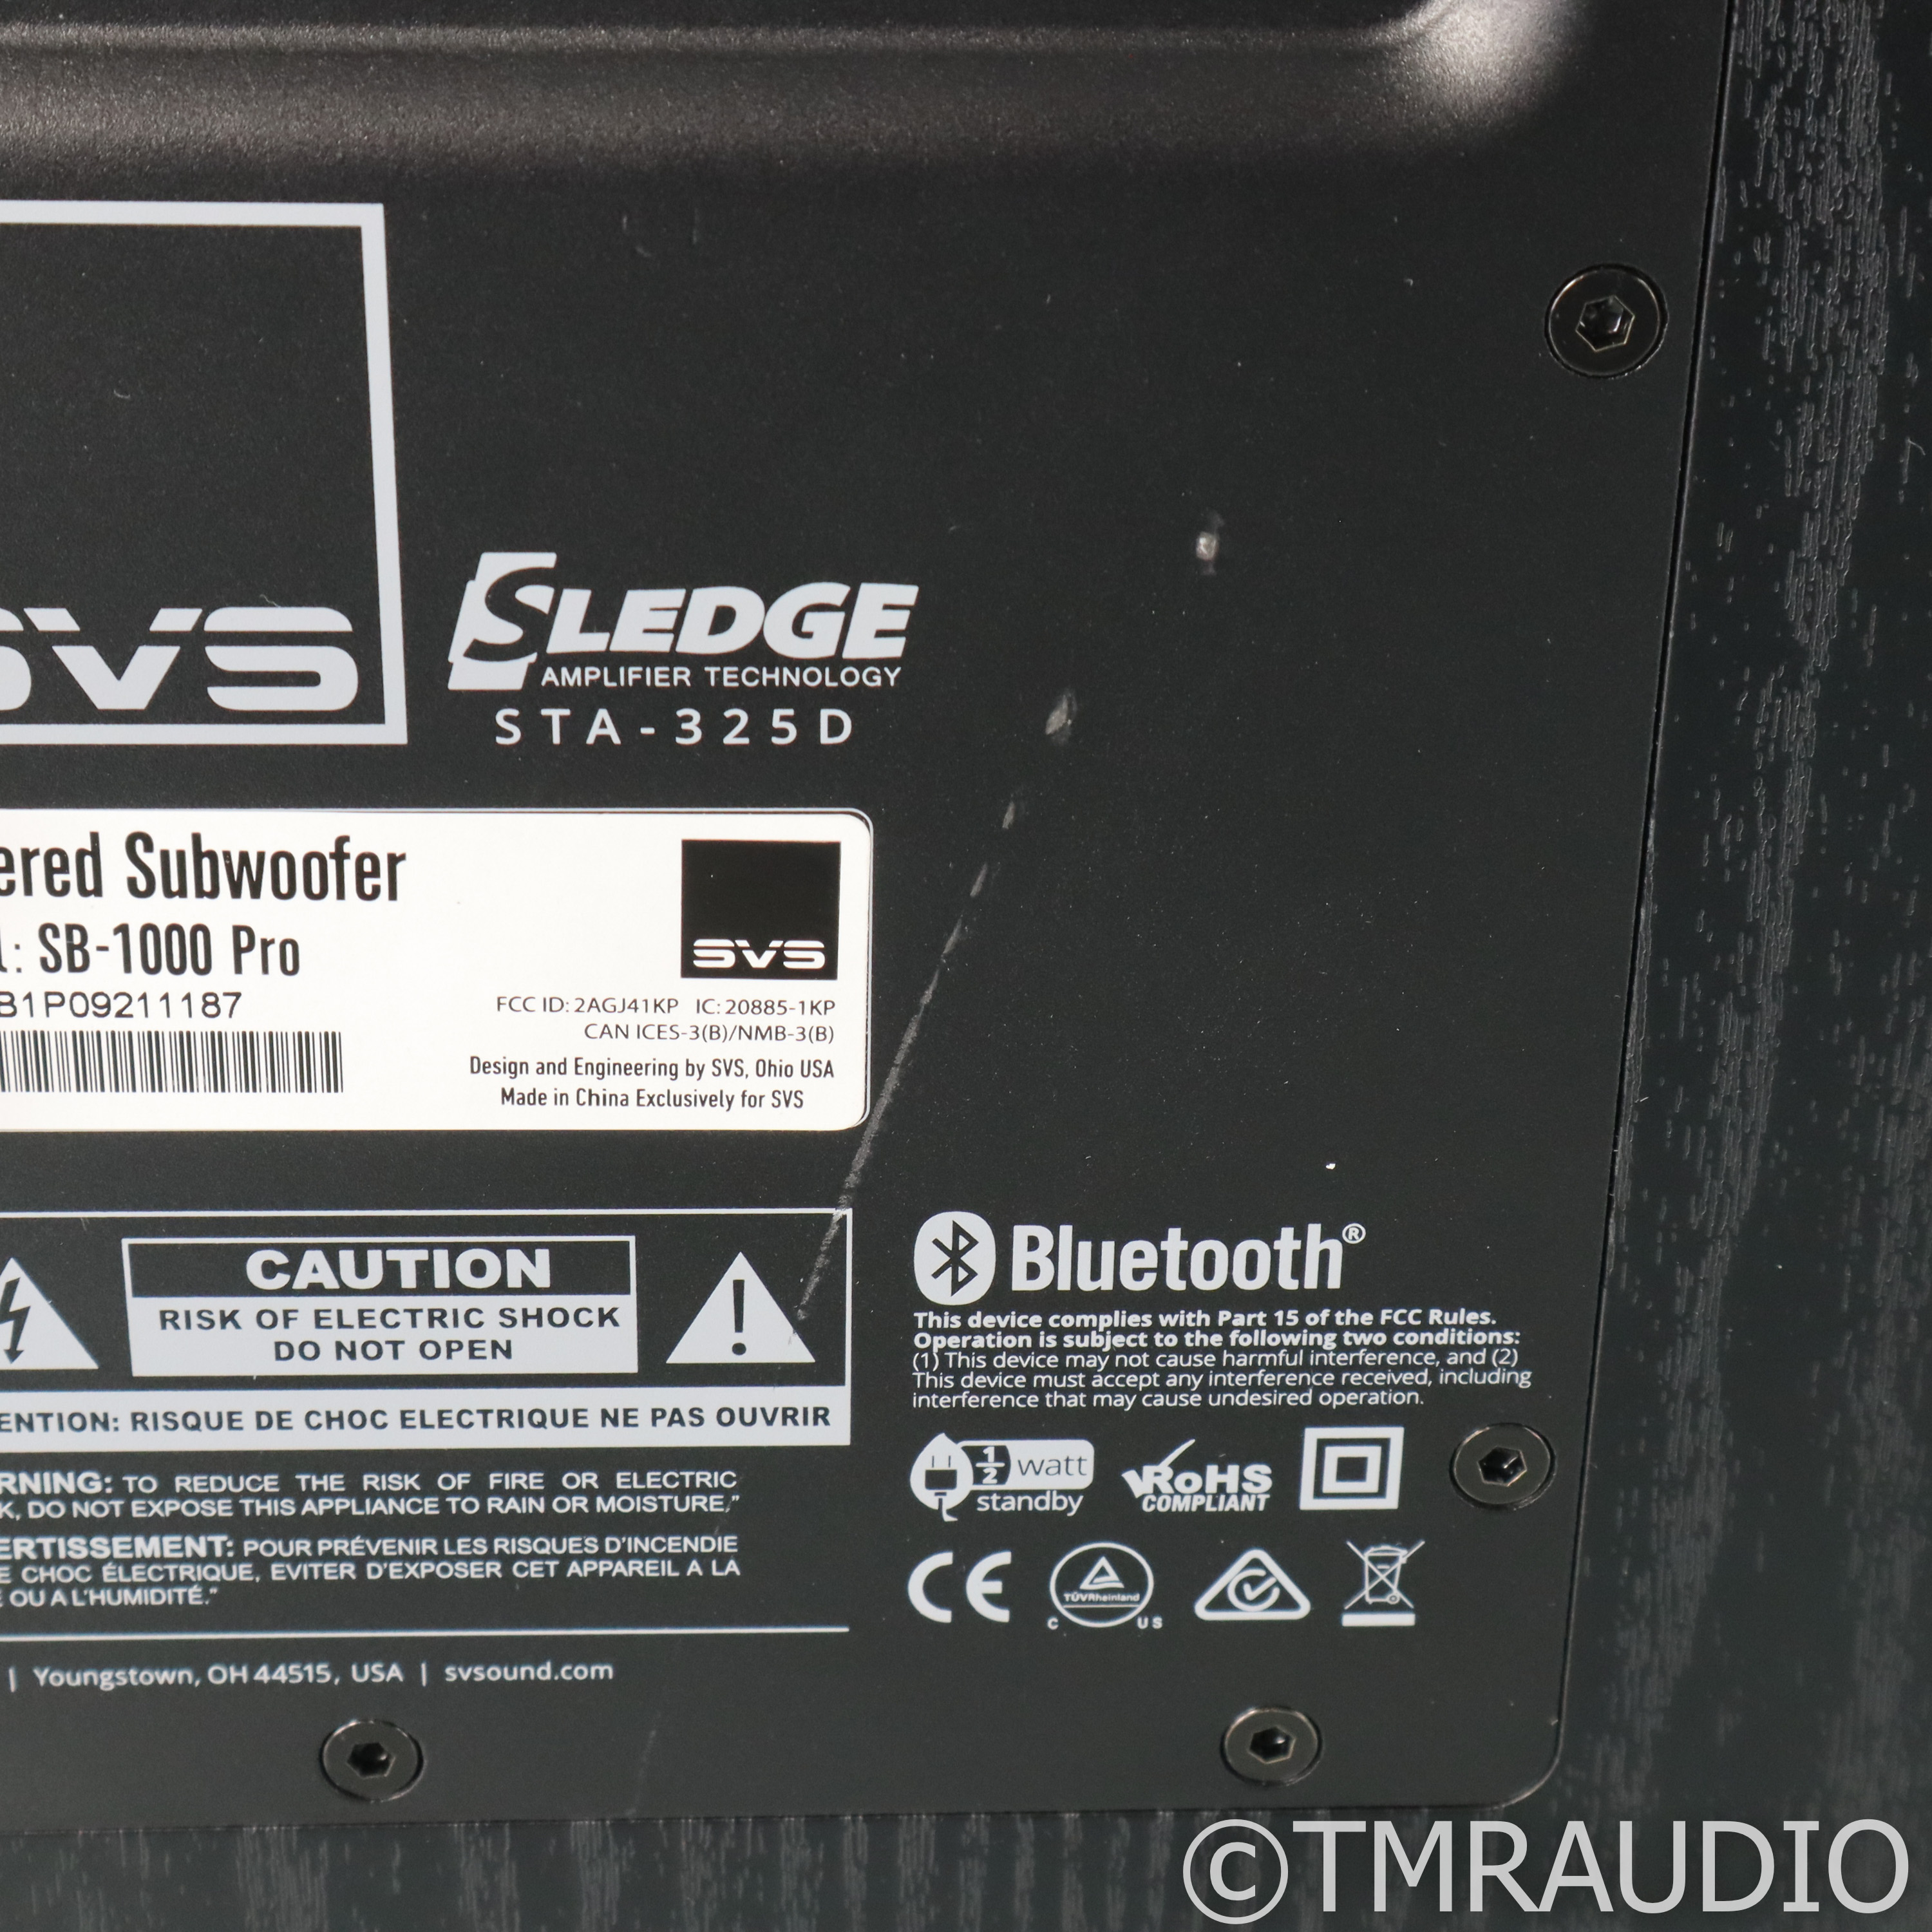 SVS
SLEDGE
AMPLIFIER TECHNOLOGY
STA-325D
ered Subwoofer
l: SB-1000 Pro
B1P09211187
SVS
FCC ID: 2AGJ41KP IC: 20885-1KP
CAN ICES-3(B)/NMB-3(B)
Design and Engineering by SVS, Ohio USA
Made in China Exclusively for SVS
CAUTION
RISK OF ELECTRIC SHOCK
DO NOT OPEN
ENTION: RISQUE DE CHOC ELECTRIQUE NE PAS OUVRIR
RNING: TO REDUCE THE RISK OF FIRE OR ELECTRIC
K, DO NOT EXPOSE THIS APPLIANCE TO RAIN OR MOISTURE,"
ERTISSEMENT: POUR PRÉVENIR LES RISQUES D'INCENDIE
E CHOC ÉLECTRIQUE, EVITER D'EXPOSER CET APPAREIL A LA
E OU A L'HUMIDITÉ."
| Youngstown, OH 44515, USA | svsound.com
Bluetooth®
This device complies with Part 15 of the FCC Rules.
Operation is subject to the following two conditions:
(1) This device may not cause harmful interference, and (2)
This device must accept any interference received, including
interference that may cause undesired operation.
1/2 watt
standby
RoHS
COMPLIANT
CE
TÜVRheinland
C US
©TMRAUDIO